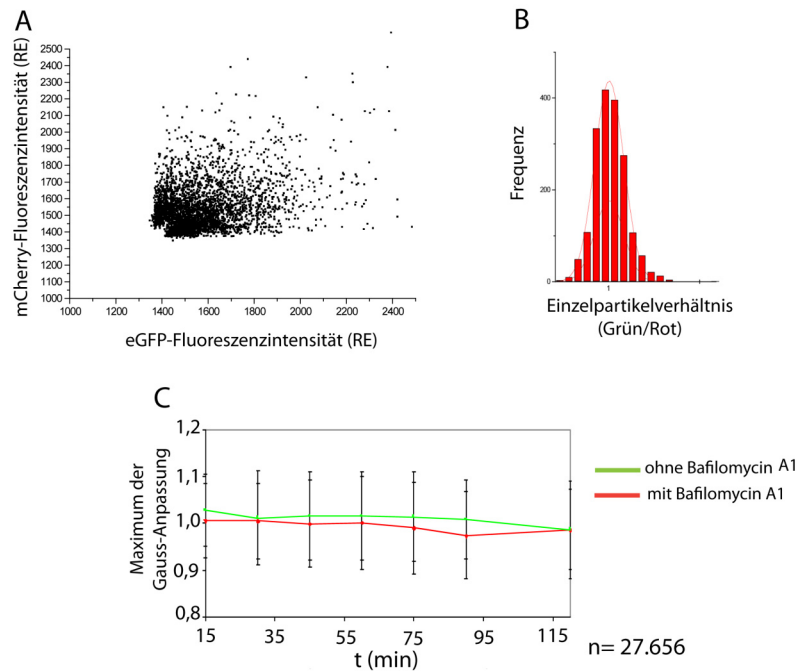 A
mCherry-Fluoreszenzintensität (RE)
2500
2400
2300
2200
2100
2000
1900
1800
1700
1600
1500
1400
1300
1200
1100
1000
1000 1200 1400 1600 1800 2000 2200 2400
eGFP-Fluoreszenzintensität (RE)
B
Frequenz
400
200
0
1
Einzelpartikelverhältnis
(Grün/Rot)
C
Maximum der
Gauss-Anpassung
1,2
1,1
1,0
0,9
0,8
15 35 55 75 95 115
t (min)
ohne Bafilomycin A1
mit Bafilomycin A1
n= 27.656